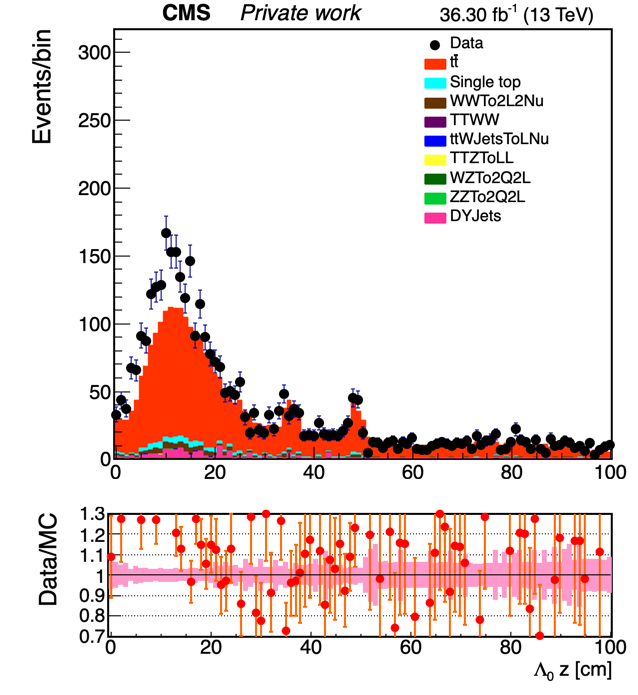 CMS Private work 36.30 fb-1 (13 TeV)
Events/bin
300
250
200
150
100
50
0
Data
tt̄
Single top
WWTo2L2Nu
TTWW
ttWJetsToLNu
TTZToLL
WZTo2Q2L
ZZTo2Q2L
DYJets
0 20 40 60 80 100
Data/MC
1.3
1.2
1.1
1
0.9
0.8
0.7
0 20 40 60 80 100
Λ0 z [cm]